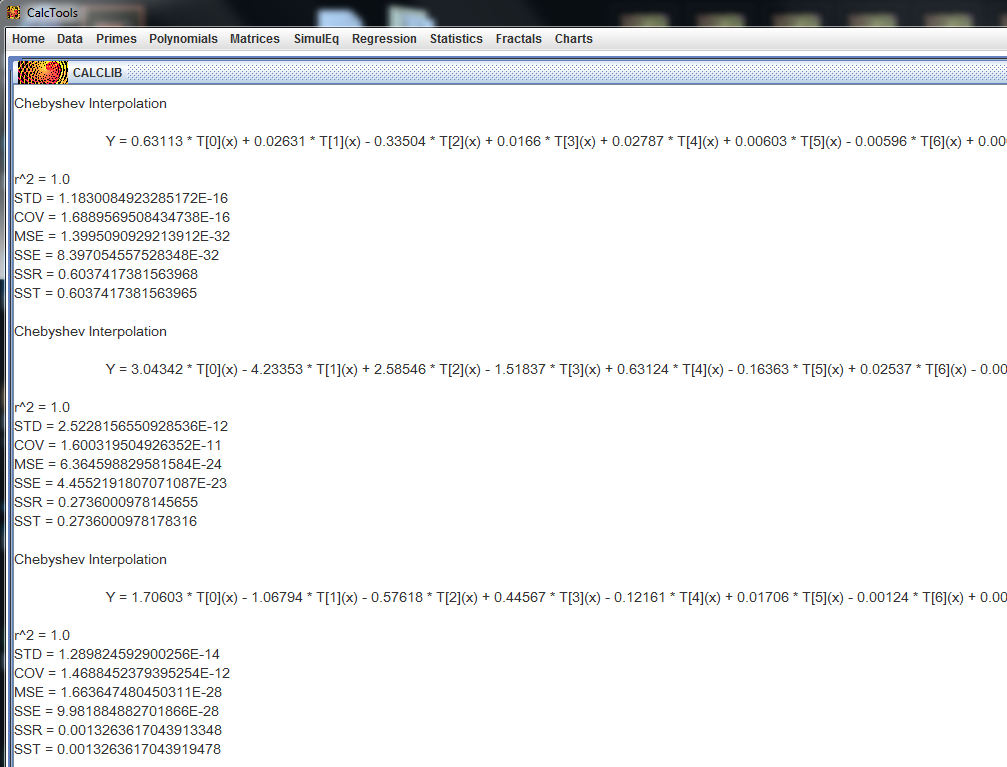 CalcTools
Home Data Primes Polynomials Matrices SimulEq Regression Statistics Fractals Charts
CALCLIB
Chebyshev Interpolation
Y = 0.63113 * T[0](x) + 0.02631 * T[1](x) - 0.33504 * T[2](x) + 0.0166 * T[3](x) + 0.02787 * T[4](x) + 0.00603 * T[5](x) - 0.00596 * T[6](x) + 0.00
r^2 = 1.0
STD = 1.1830084923285172E-16
COV = 1.6889569508434738E-16
MSE = 1.3995090929213912E-32
SSE = 8.397054557528348E-32
SSR = 0.6037417381563968
SST = 0.6037417381563965
Chebyshev Interpolation
Y = 3.04342 * T[0](x) - 4.23353 * T[1](x) + 2.58546 * T[2](x) - 1.51837 * T[3](x) + 0.63124 * T[4](x) - 0.16363 * T[5](x) + 0.02537 * T[6](x) - 0.00
r^2 = 1.0
STD = 2.5228156550928536E-12
COV = 1.600319504926352E-11
MSE = 6.364598829581584E-24
SSE = 4.4552191807071087E-23
SSR = 0.2736000978145655
SST = 0.2736000978178316
Chebyshev Interpolation
Y = 1.70603 * T[0](x) - 1.06794 * T[1](x) - 0.57618 * T[2](x) + 0.44567 * T[3](x) - 0.12161 * T[4](x) + 0.01706 * T[5](x) - 0.00124 * T[6](x) + 0.00
r^2 = 1.0
STD = 1.289824592900256E-14
COV = 1.4688452379395254E-12
MSE = 1.663647480450311E-28
SSE = 9.981884882701866E-28
SSR = 0.0013263617043913348
SST = 0.0013263617043919478